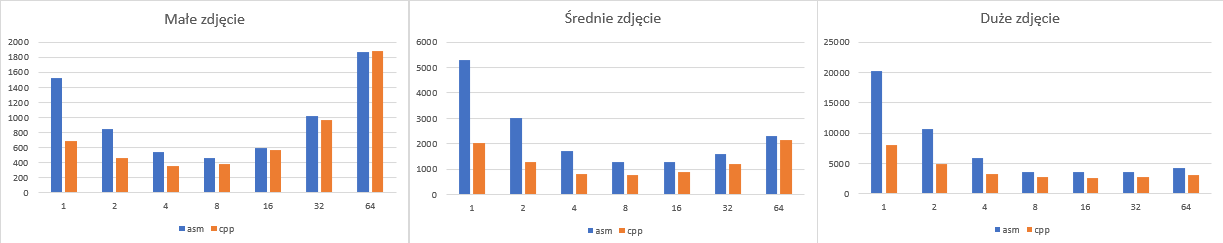 Małe zdjęcie
2000
1800
1600
1400
1200
1000
800
600
400
200
0
1 2 4 8 16 32 64
asm cpp
Średnie zdjęcie
6000
5000
4000
3000
2000
1000
0
1 2 4 8 16 32 64
asm cpp
Duże zdjęcie
25000
20000
15000
10000
5000
0
1 2 4 8 16 32 64
asm cpp